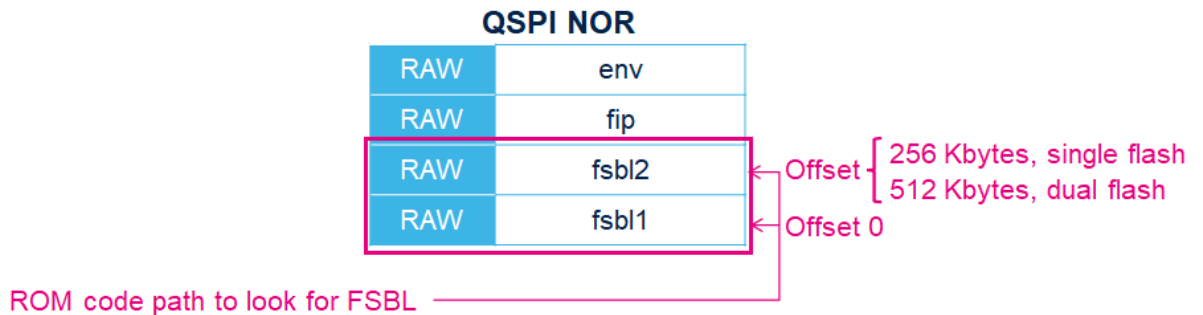 QSPI NOR
RAW env
RAW fip
RAW fsbl2
RAW fsbl1
Offset { 256 Kbytes, single flash
512 Kbytes, dual flash
Offset 0
ROM code path to look for FSBL